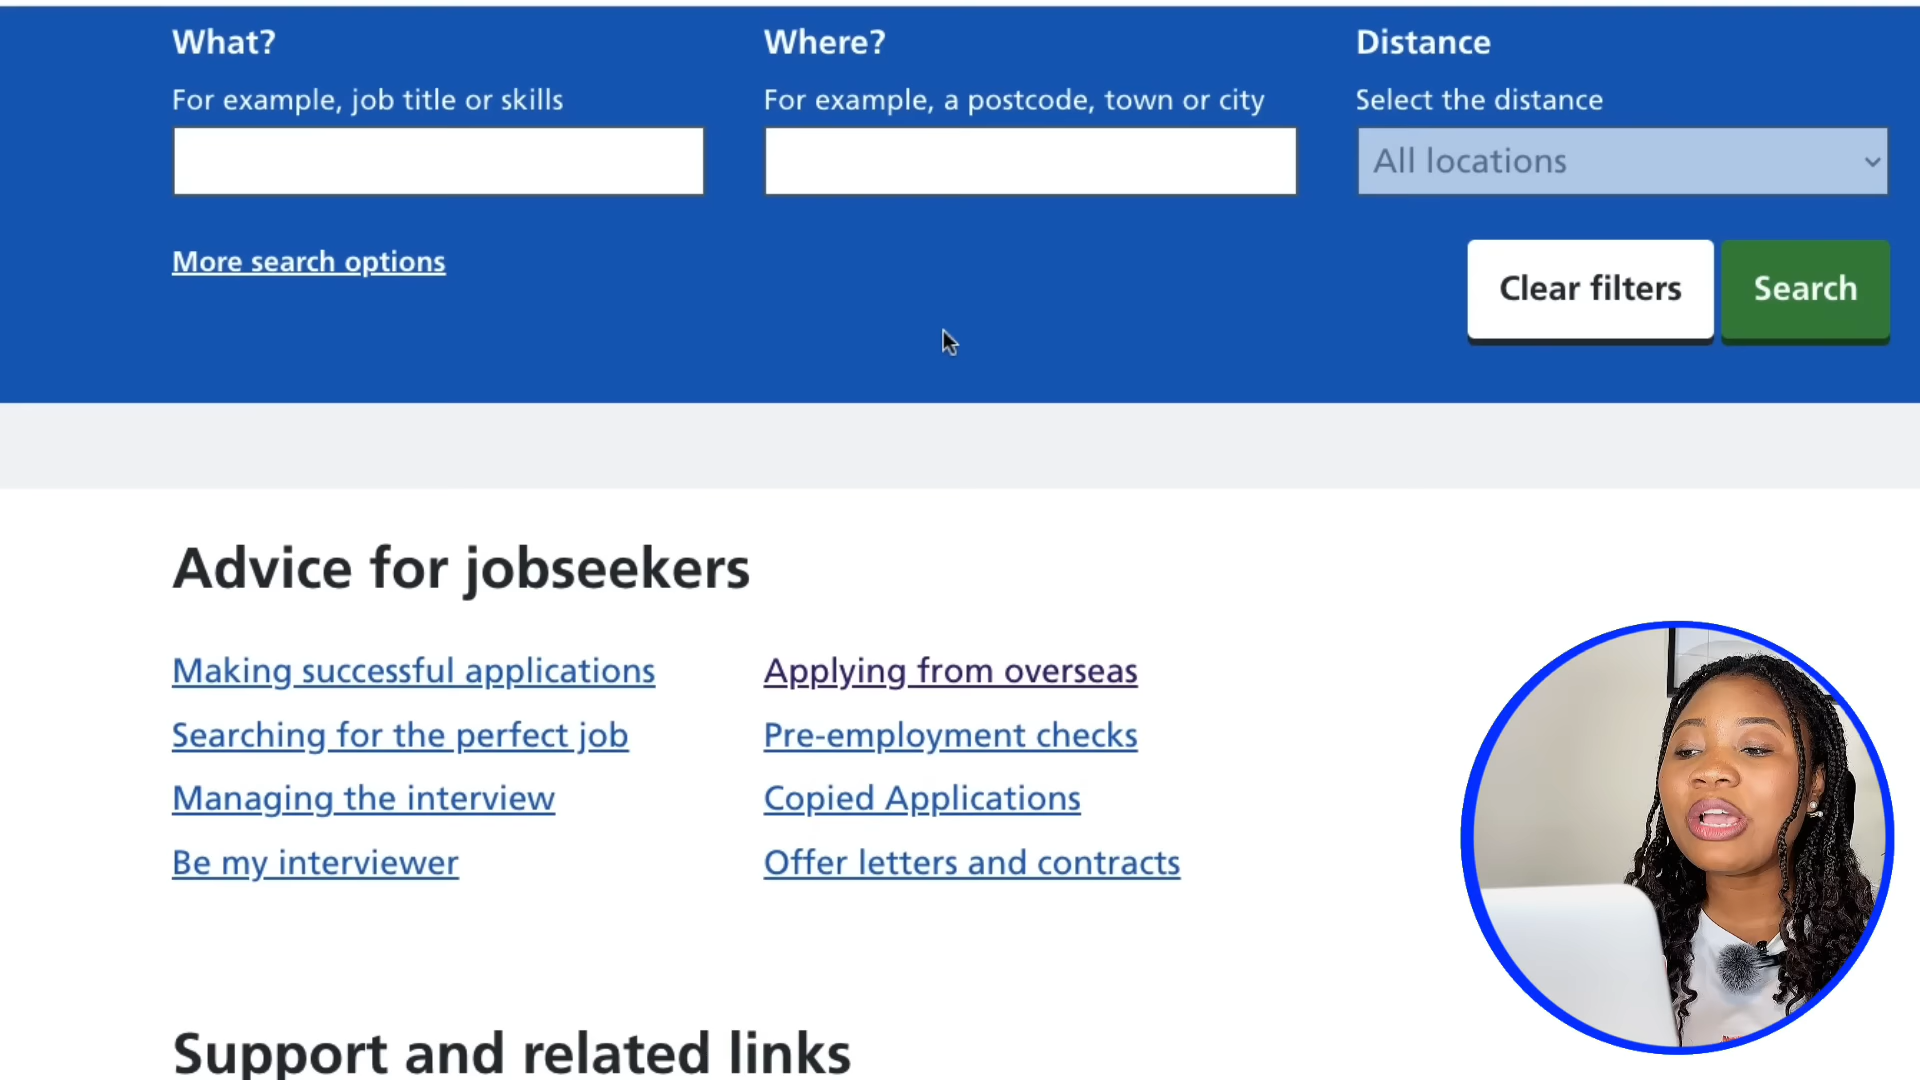 What?
Where?
Distance
For example, job title or skills
For example, a postcode, town or city
Select the distance
All locations
More search options
Clear filters
Search
Advice for jobseekers
Making successful applications
Applying from overseas
Searching for the perfect job
Pre-employment checks
Managing the interview
Copied Applications
Be my interviewer
Offer letters and contracts
Support and related links